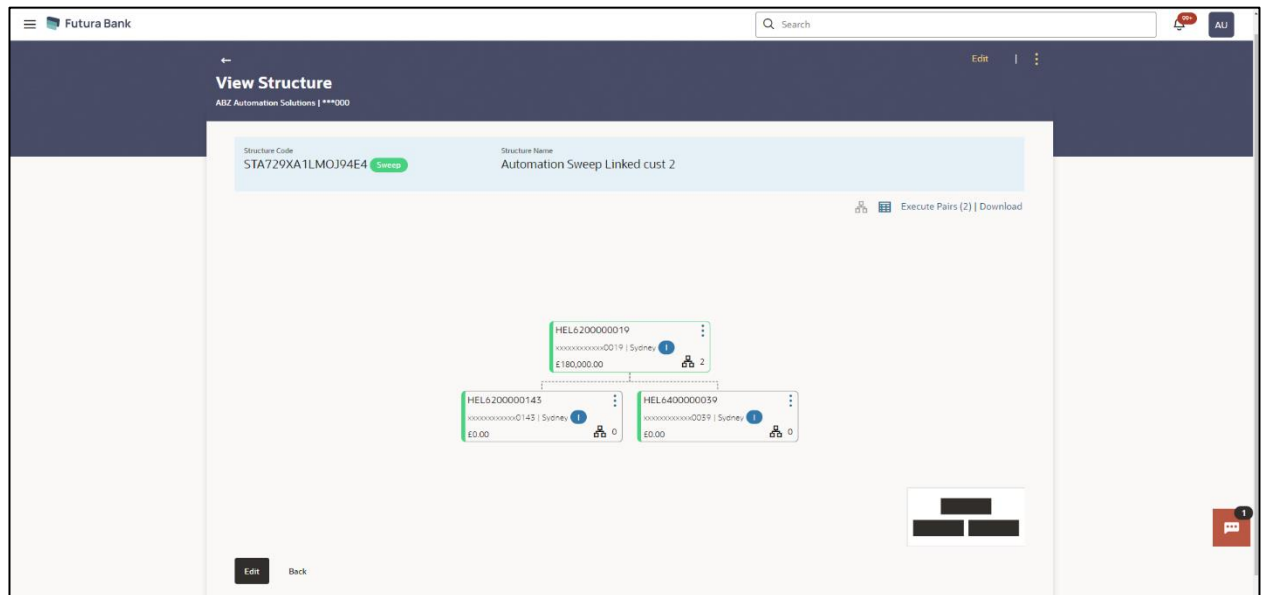 Futura Bank
Search
99+
AU
Edit | 
View Structure
ABZ Automation Solutions | ***000
Structure Code
STA729XA1LMOJ94E4 Sweep
Structure Name
Automation Sweep Linked cust 2
Execute Pairs (2) | Download
HEL6200000019
xxxxxxxxxxxx0019 | Sydney I
£180,000.00
2
HEL6200000143
xxxxxxxxxxxx0143 | Sydney I
£0.00
0
HEL6400000039
xxxxxxxxxxxx0039 | Sydney I
£0.00
0
1
Edit
Back